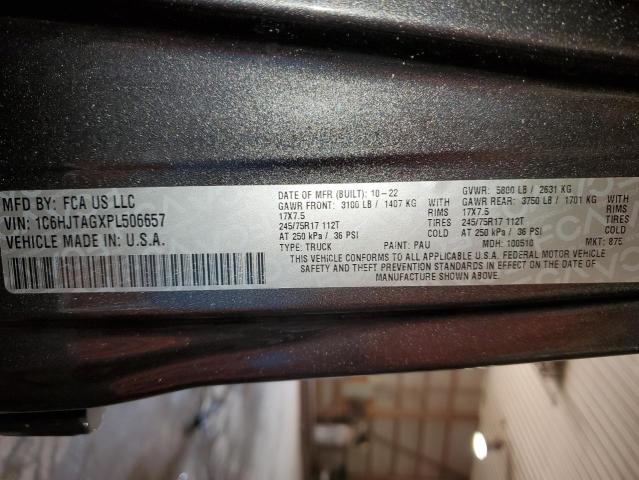 MFD BY: FCA US LLC
VIN: 1C6HJTAGXPL506657
VEHICLE MADE IN: U.S.A.
DATE OF MFR (BUILT): 10-22 GVWR: 5800 LB / 2631 KG
GAWR FRONT: 3100 LB / 1407 KG WITH GAWR REAR: 3750 LB / 1701 KG WITH
17X7.5 RIMS 17X7.5 RIMS
245/75R17 112T TIRES 245/75R17 112T TIRES
AT 250 kPa / 36 PSI COLD AT 250 kPa / 36 PSI COLD
TYPE: TRUCK PAINT: PAU MDH: 100510 MKT: 87E
THIS VEHICLE CONFORMS TO ALL APPLICABLE U.S.A. FEDERAL MOTOR VEHICLE
SAFETY AND THEFT PREVENTION STANDARDS IN EFFECT ON THE DATE OF
MANUFACTURE SHOWN ABOVE.